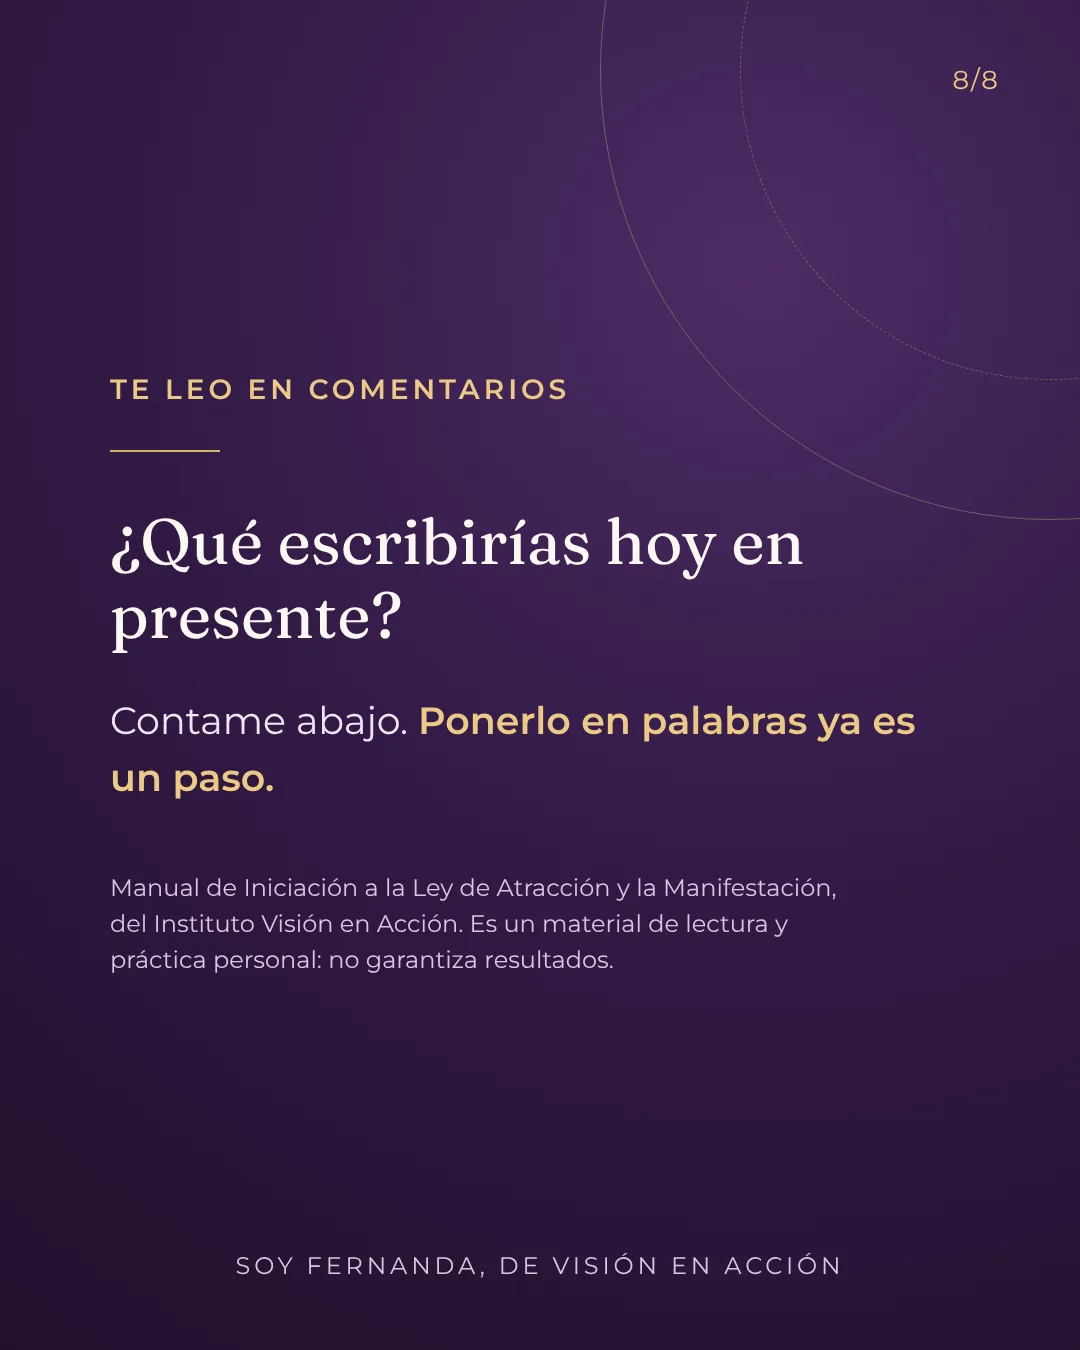 8/8
TE LEO EN COMENTARIOS
¿Qué escribirías hoy en
presente?
Contame abajo. Ponerlo en palabras ya es
un paso.
Manual de Iniciación a la Ley de Atracción y la Manifestación,
del Instituto Visión en Acción. Es un material de lectura y
práctica personal: no garantiza resultados.
SOY FERNANDA, DE VISIÓN EN ACCIÓN